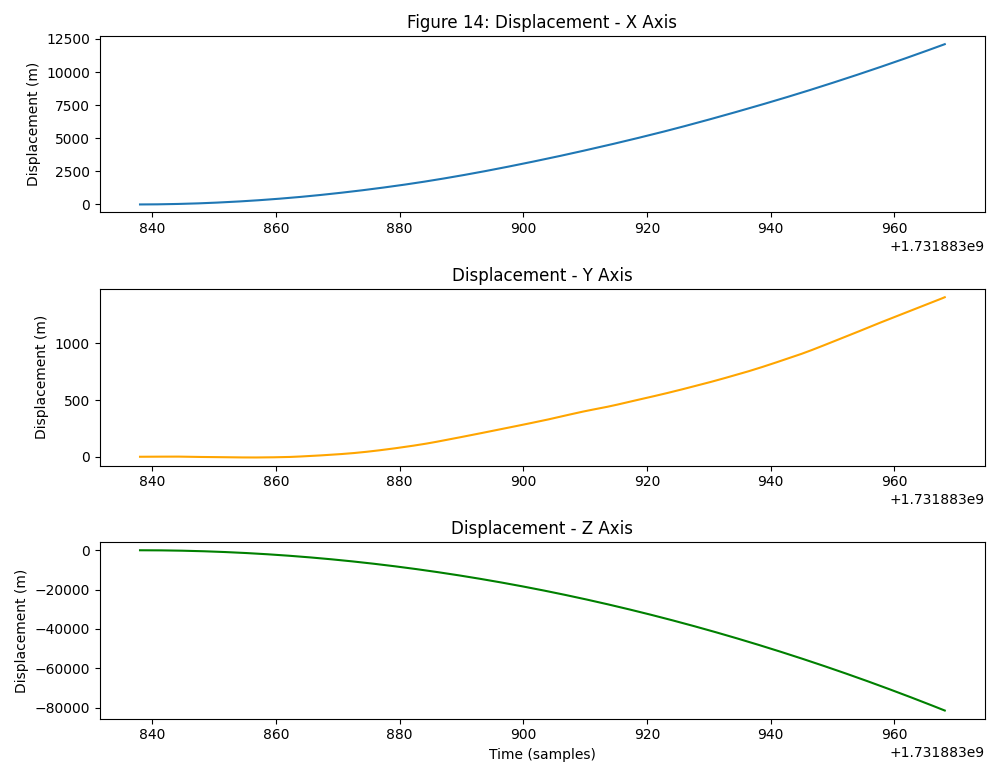 Figure 14: Displacement - X Axis
Displacement (m)
12500
10000
7500
5000
2500
0
840 860 880 900 920 940 960
+1.731883e9
Displacement - Y Axis
Displacement (m)
1000
500
0
840 860 880 900 920 940 960
+1.731883e9
Displacement - Z Axis
Displacement (m)
0
−20000
−40000
−60000
−80000
840 860 880 900 920 940 960
Time (samples)
+1.731883e9